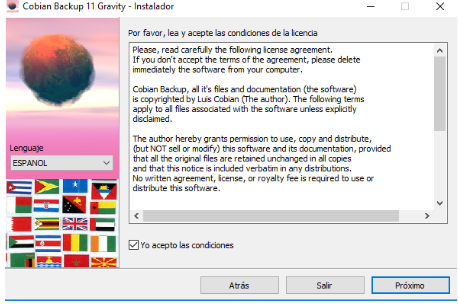 Cobian Backup 11 Gravity - Instalador
Por favor, lea y acepte las condiciones de la licencia
Please, read carefully the following license agreement.
If you don't accept the terms of the agreement, please delete
immediately the software from your computer.
Cobian Backup, all it's files and documentation (the software)
is copyrighted by Luis Cobian (The author). The following terms
apply to all files associated with the software unless explicitly
disclaimed.
The author hereby grants permission to use, copy and distribute,
(but NOT sell or modify) this software and its documentation, provided
that all the original files are retained unchanged in all copies
and that this notice is included verbatim in any distributions.
No written agreement, license, or royalty fee is required to use or
distribute this software.
Lenguaje
ESPANOL
Yo acepto las condiciones
Atrás
Salir
Próximo